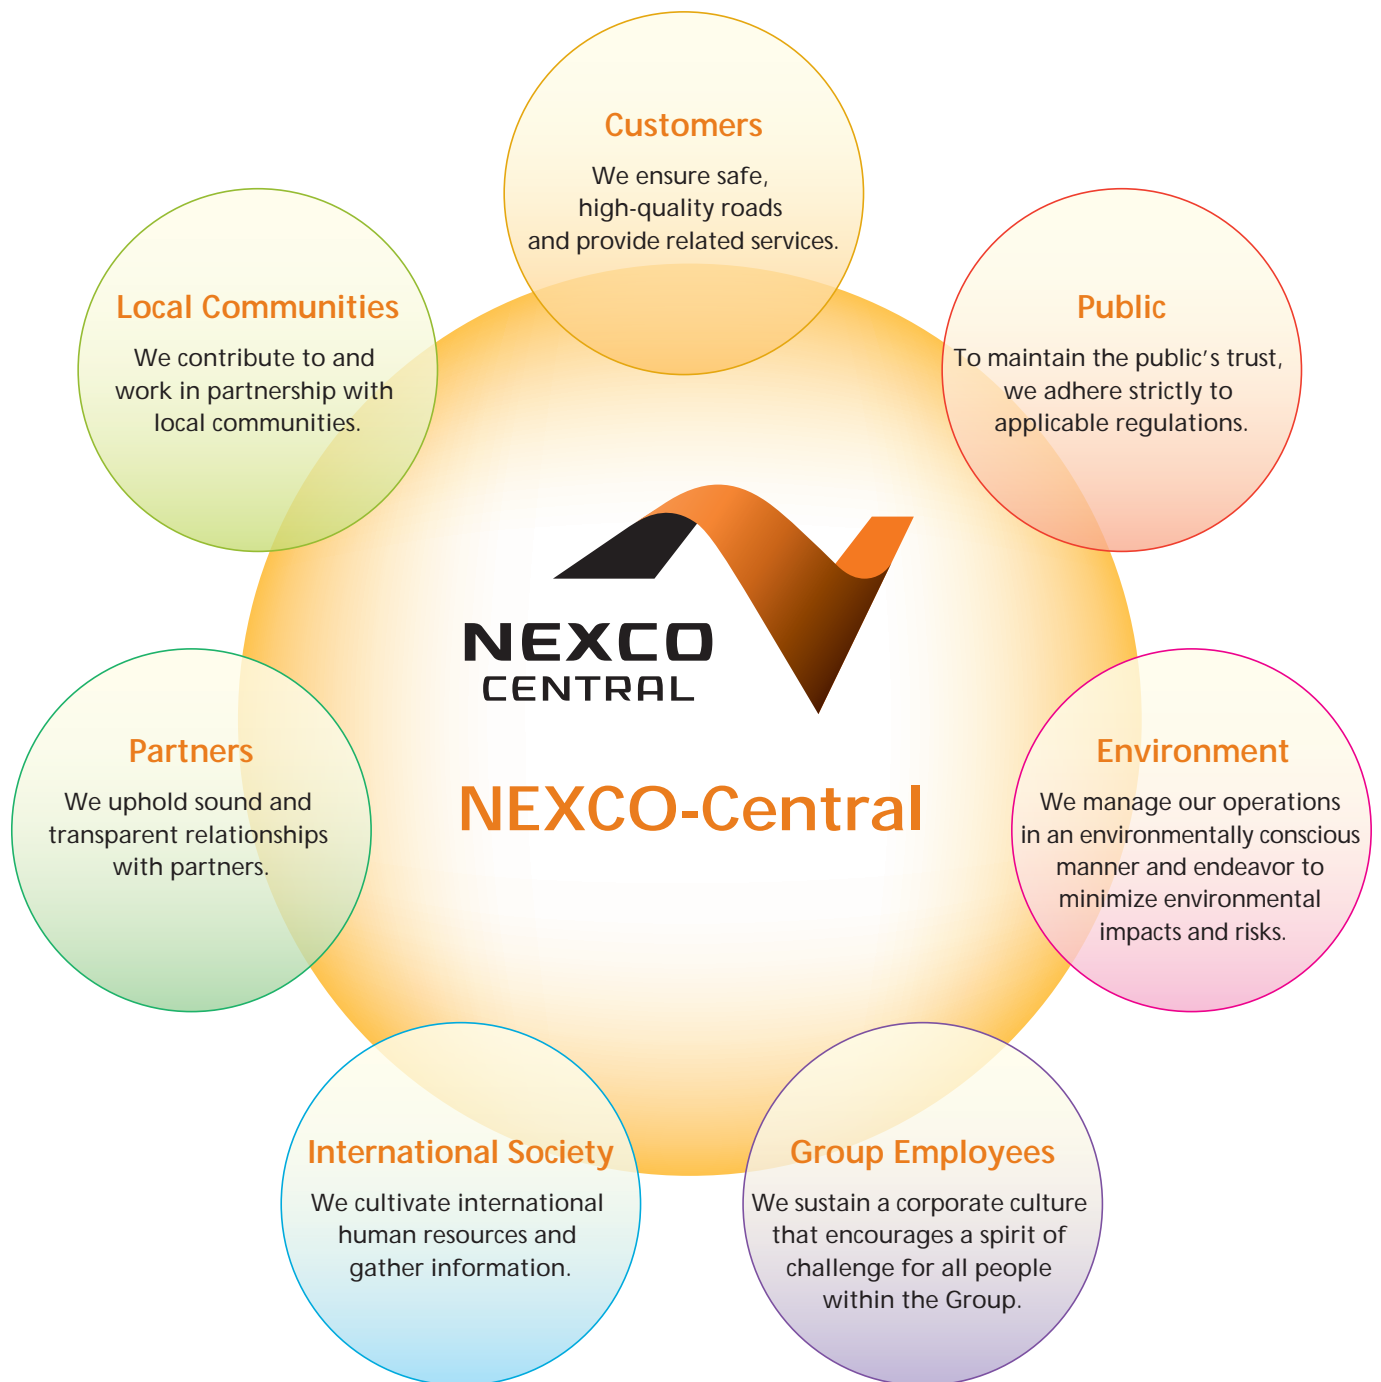 Customers
We ensure safe,
high-quality roads
and provide related services.
Local Communities
We contribute to and
work in partnership with
local communities.
Public
To maintain the public’s trust,
we adhere strictly to
applicable regulations.
NEXCO
CENTRAL
NEXCO-Central
Partners
We uphold sound and
transparent relationships
with partners.
Environment
We manage our operations
in an environmentally conscious
manner and endeavor to
minimize environmental
impacts and risks.
International Society
We cultivate international
human resources and
gather information.
Group Employees
We sustain a corporate culture
that encourages a spirit of
challenge for all people
within the Group.